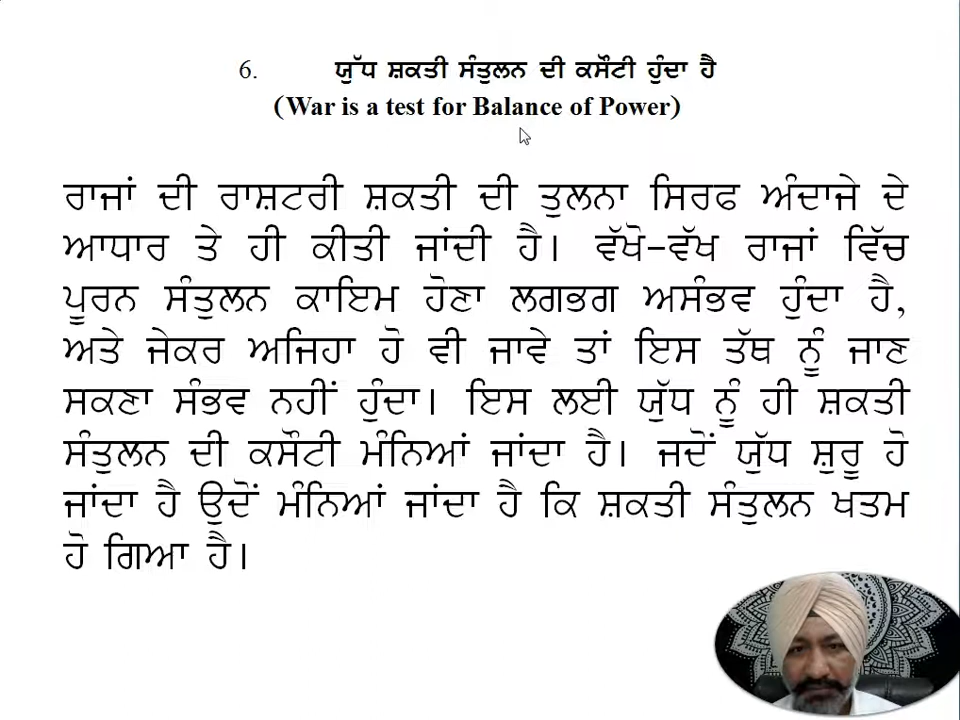 6. ਯੁੱਧ ਸ਼ਕਤੀ ਸੰਤੁਲਨ ਦੀ ਕਸੌਟੀ ਹੁੰਦਾ ਹੈ
(War is a test for Balance of Power)
ਰਾਜਾਂ ਦੀ ਰਾਸ਼ਟਰੀ ਸ਼ਕਤੀ ਦੀ ਤੁਲਨਾ ਸਿਰਫ ਅੰਦਾਜੇ ਦੇ
ਆਧਾਰ ਤੇ ਹੀ ਕੀਤੀ ਜਾਂਦੀ ਹੈ। ਵੱਖੋ-ਵੱਖ ਰਾਜਾਂ ਵਿੱਚ
ਪੂਰਨ ਸੰਤੁਲਨ ਕਾਇਮ ਹੋਣਾ ਲਗਭਗ ਅਸੰਭਵ ਹੁੰਦਾ ਹੈ,
ਅਤੇ ਜੇਕਰ ਅਜਿਹਾ ਹੋ ਵੀ ਜਾਵੇ ਤਾਂ ਇਸ ਤੱਥ ਨੂੰ ਜਾਣ
ਸਕਣਾ ਸੰਭਵ ਨਹੀਂ ਹੁੰਦਾ। ਇਸ ਲਈ ਯੁੱਧ ਨੂੰ ਹੀ ਸ਼ਕਤੀ
ਸੰਤੁਲਨ ਦੀ ਕਸੌਟੀ ਮੰਨਿਆਂ ਜਾਂਦਾ ਹੈ। ਜਦੋਂ ਯੁੱਧ ਸ਼ੁਰੂ ਹੋ
ਜਾਂਦਾ ਹੈ ਉਦੋਂ ਮੰਨਿਆਂ ਜਾਂਦਾ ਹੈ ਕਿ ਸ਼ਕਤੀ ਸੰਤੁਲਨ ਖਤਮ
ਹੋ ਗਿਆ ਹੈ।